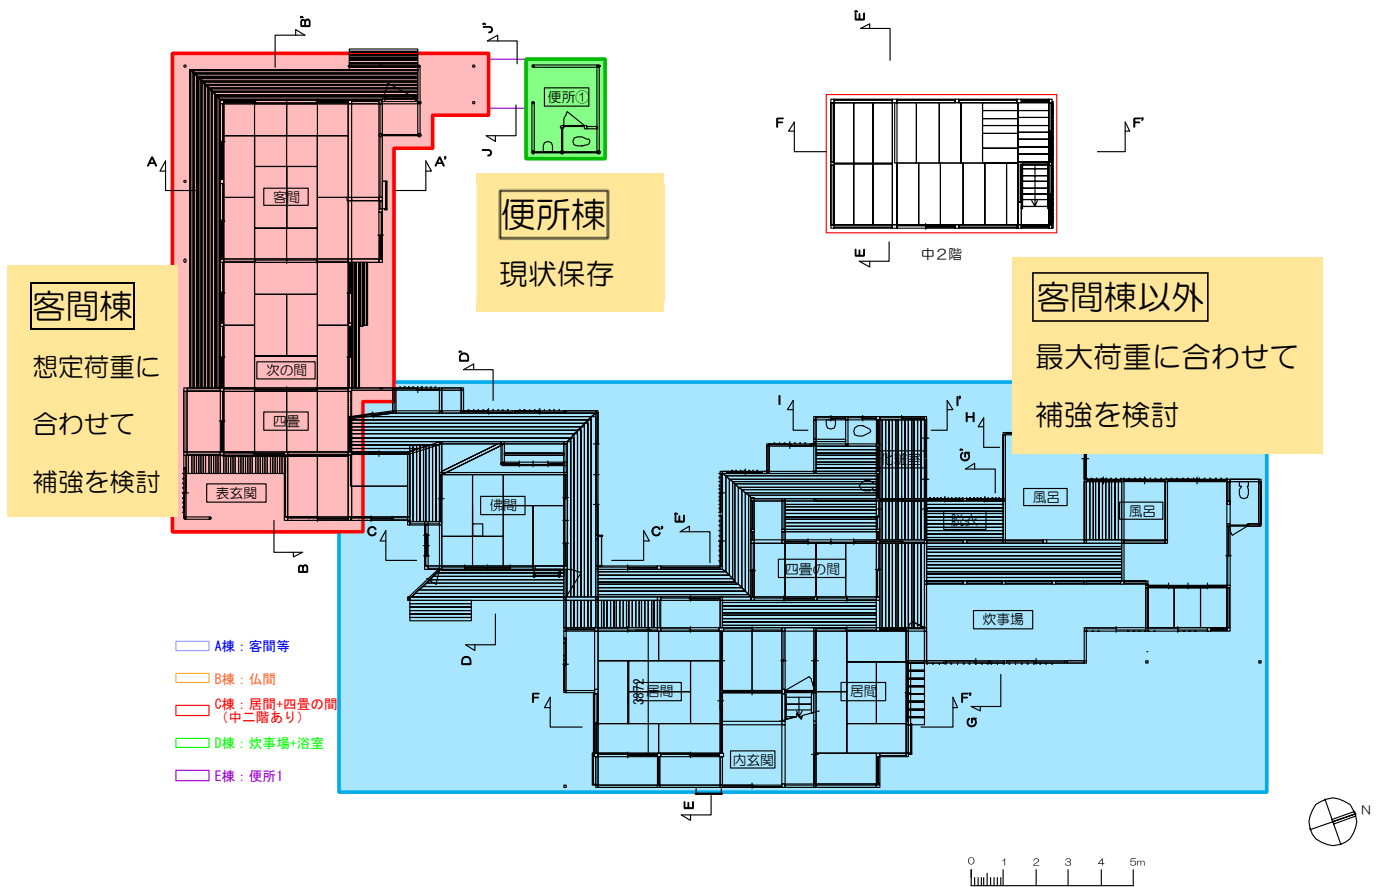 B'
J'
E'
便所①
F
F'
A
A'
J
客間
便所棟
現状保存
E
中2階
客間棟
想定荷重に
合わせて
補強を検討
客間棟以外
最大荷重に合わせて
補強を検討
次の間
D'
四畳
I
I'
H
G'
表玄関
佛間
風呂
風呂
C
C'
E'
B
四畳の間
炊事場
D
A棟：客間等
B棟：仏間
C棟：居間+四畳の間
（中二階あり）
D棟：炊事場+浴室
E棟：便所1
F
3872
居間
居間
F'
G
内玄関
E
N
0 1 2 3 4 5m